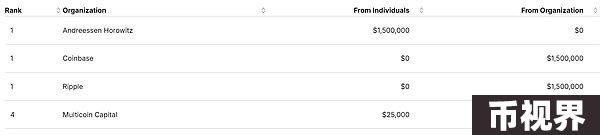 Rank Organization From Individuals From Organization
1 Andreessen Horowitz $1,500,000 $0
1 Coinbase $0 $1,500,000
1 Ripple $0 $1,500,000
4 Multicoin Capital $25,000
币视界